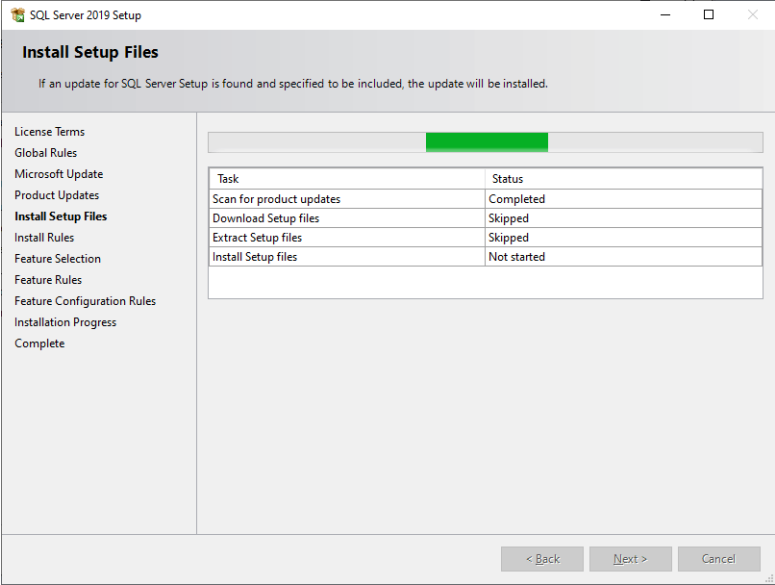 SQL Server 2019 Setup
Install Setup Files
If an update for SQL Server Setup is found and specified to be included, the update will be installed.
License Terms
Global Rules
Microsoft Update
Product Updates
Install Setup Files
Install Rules
Feature Selection
Feature Rules
Feature Configuration Rules
Installation Progress
Complete
Task Status
Scan for product updates Completed
Download Setup files Skipped
Extract Setup files Skipped
Install Setup files Not started
< Back Next > Cancel